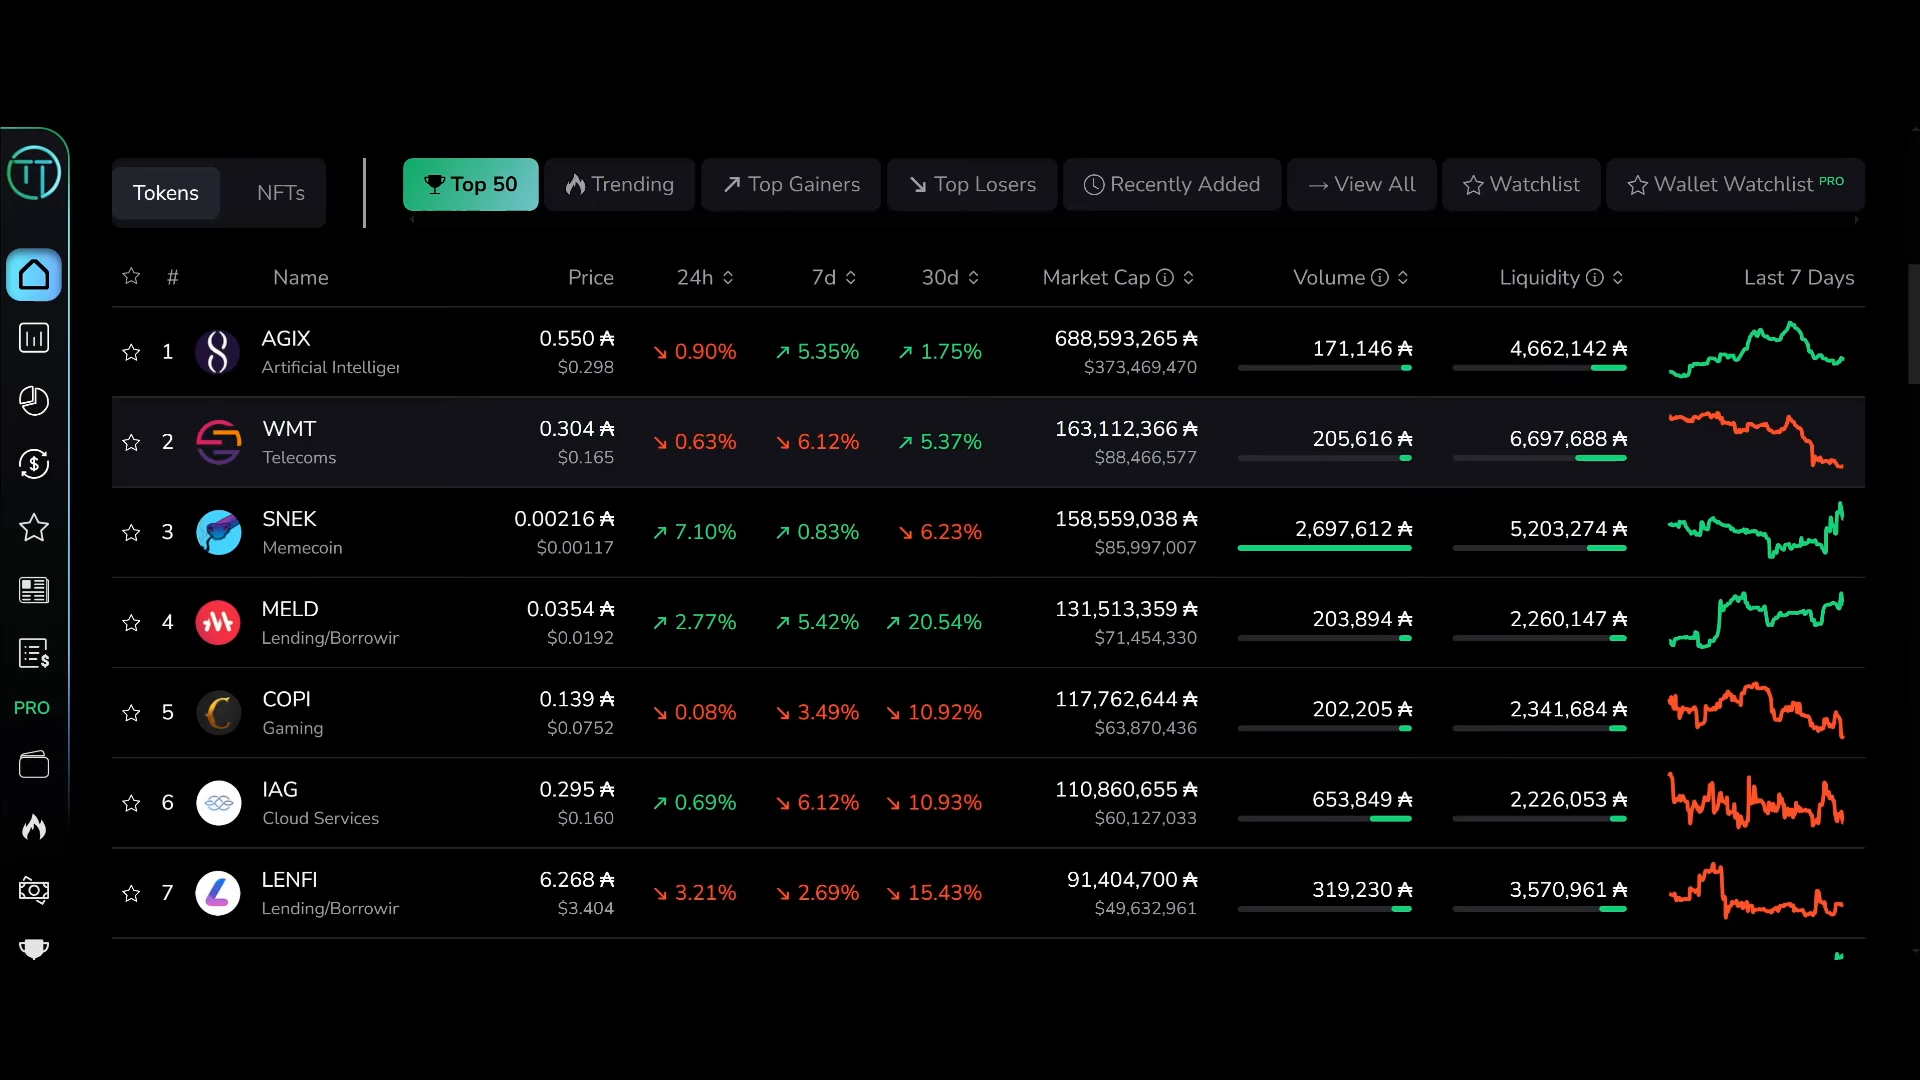 TT
Tokens NFTs Top 50 Trending Top Gainers Top Losers Recently Added View All Watchlist Wallet Watchlist PRO
# Name Price 24h 7d 30d Market Cap Volume Liquidity Last 7 Days
1 AGIX 0.550 ₳ 0.90% 5.35% 1.75% 688,593,265 ₳ 171,146 ₳ 4,662,142 ₳
Artificial Intelliger $0.298 $373,469,470
2 WMT 0.304 ₳ 0.63% 6.12% 5.37% 163,112,366 ₳ 205,616 ₳ 6,697,688 ₳
Telecoms $0.165 $88,466,577
3 SNEK 0.00216 ₳ 7.10% 0.83% 6.23% 158,559,038 ₳ 2,697,612 ₳ 5,203,274 ₳
Memecoin $0.00117 $85,997,007
4 MELD 0.0354 ₳ 2.77% 5.42% 20.54% 131,513,359 ₳ 203,894 ₳ 2,260,147 ₳
Lending/Borrowir $0.0192 $71,454,330
5 COPI 0.139 ₳ 0.08% 3.49% 10.92% 117,762,644 ₳ 202,205 ₳ 2,341,684 ₳
Gaming $0.0752 $63,870,436
PRO
6 IAG 0.295 ₳ 0.69% 6.12% 10.93% 110,860,655 ₳ 653,849 ₳ 2,226,053 ₳
Cloud Services $0.160 $60,127,033
7 LENFI 6.268 ₳ 3.21% 2.69% 15.43% 91,404,700 ₳ 319,230 ₳ 3,570,961 ₳
Lending/Borrowir $3.404 $49,632,961